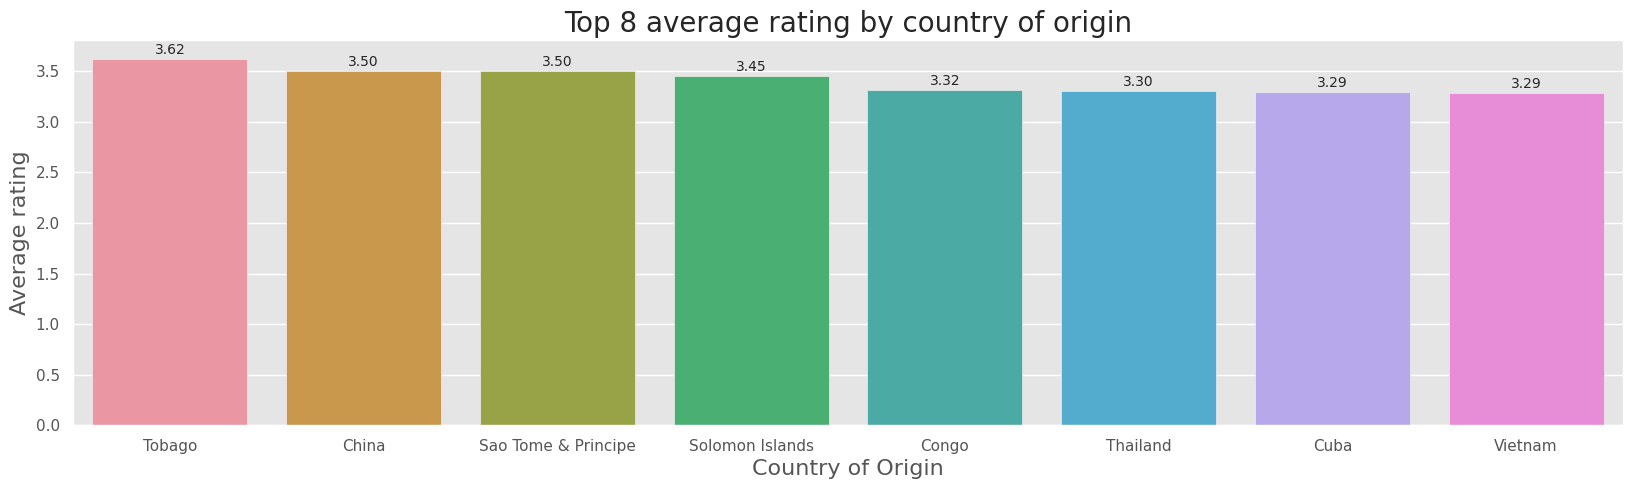 Top 8 average rating by country of origin
3.62
3.50
3.50
3.45
3.32
3.30
3.29
3.29
Average rating
3.5
3.0
2.5
2.0
1.5
1.0
0.5
0.0
Tobago
China
Sao Tome & Principe
Solomon Islands
Congo
Thailand
Cuba
Vietnam
Country of Origin